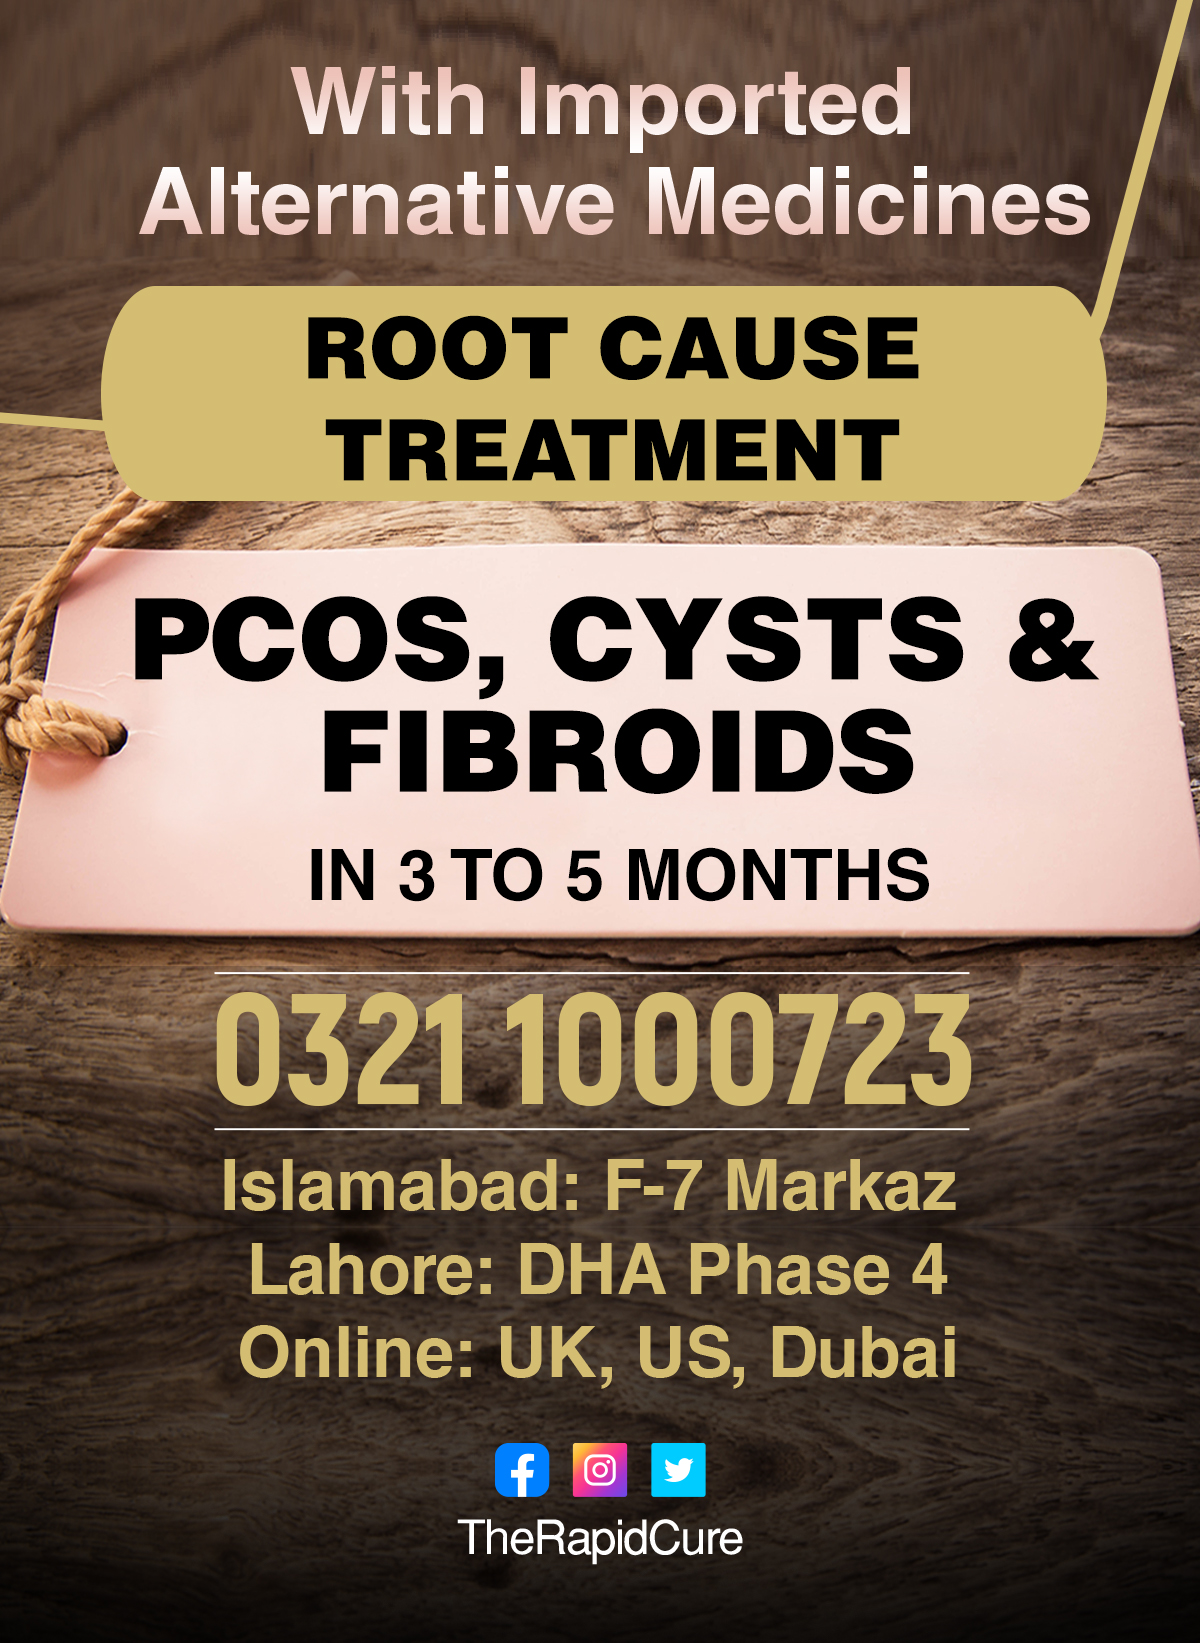 With Imported
Alternative Medicines
ROOT CAUSE
TREATMENT
PCOS, CYSTS &
FIBROIDS
IN 3 TO 5 MONTHS
0321 1000723
Islamabad: F-7 Markaz
Lahore: DHA Phase 4
Online: UK, US, Dubai
TheRapidCure